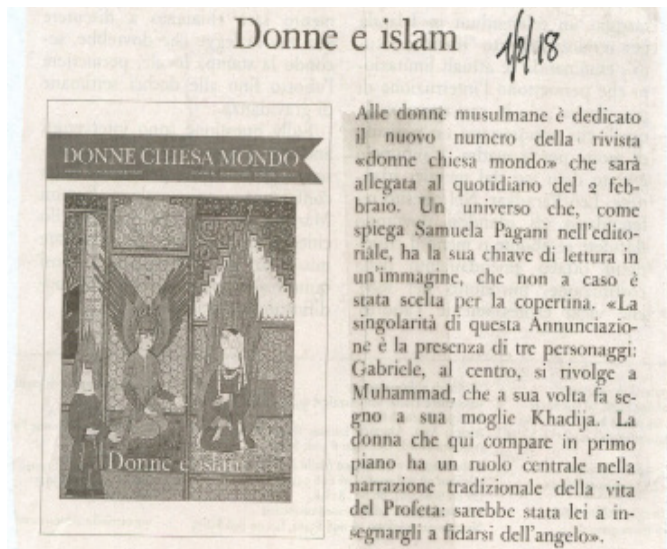 Donne e islam
1/2/18
DONNE CHIESA MONDO
Donne e islam
Alle donne musulmane è dedicato
il nuovo numero della rivista
«donne chiesa mondo» che sarà
allegata al quotidiano del 2 feb-
braio. Un universo che, come
spiega Samuela Pagani nell'edito-
riale, ha la sua chiave di lettura in
un'immagine, che non a caso è
stata scelta per la copertina. «La
singolarità di questa Annunciazio-
ne è la presenza di tre personaggi:
Gabriele, al centro, si rivolge a
Muhammad, che a sua volta fa se-
gno a sua moglie Khadija. La
donna che qui compare in primo
piano ha un ruolo centrale nella
narrazione tradizionale della vita
del Profeta: sarebbe stata lei a in-
segnargli a fidarsi dell'angelo».